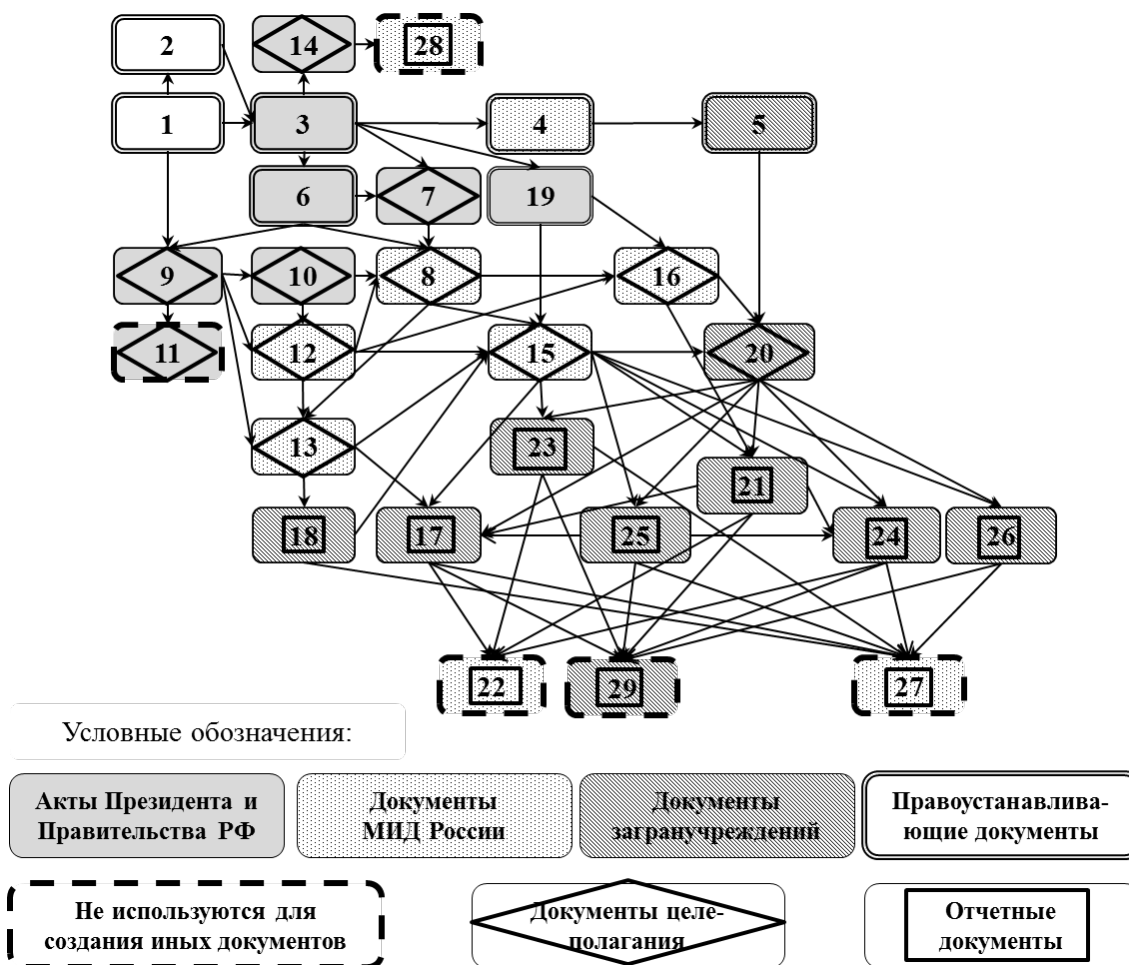 2
14
28
1
3
4
5
6
7
19
9
10
8
16
11
12
15
20
13
23
21
18
17
25
24
26
22
29
27
Условные обозначения:
Акты Президента и
Правительства РФ
Документы
МИД России
Документы
загранучреждений
Правоустанавлива-
ющие документы
Не используются для
создания иных документов
Документы целе-
полагания
Отчетные
документы